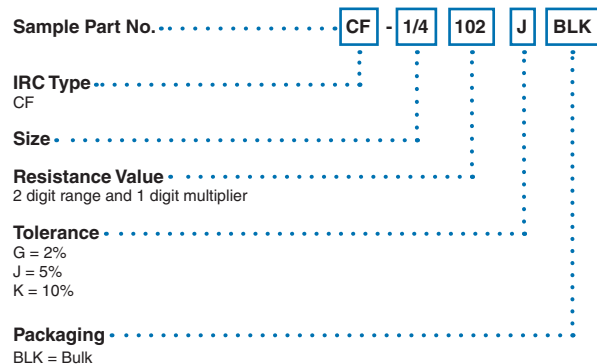 Sample Part No. CF - 1/4 102 J BLK
IRC Type
CF
Size
Resistance Value
2 digit range and 1 digit multiplier
Tolerance
G = 2%
J = 5%
K = 10%
Packaging
BLK = Bulk